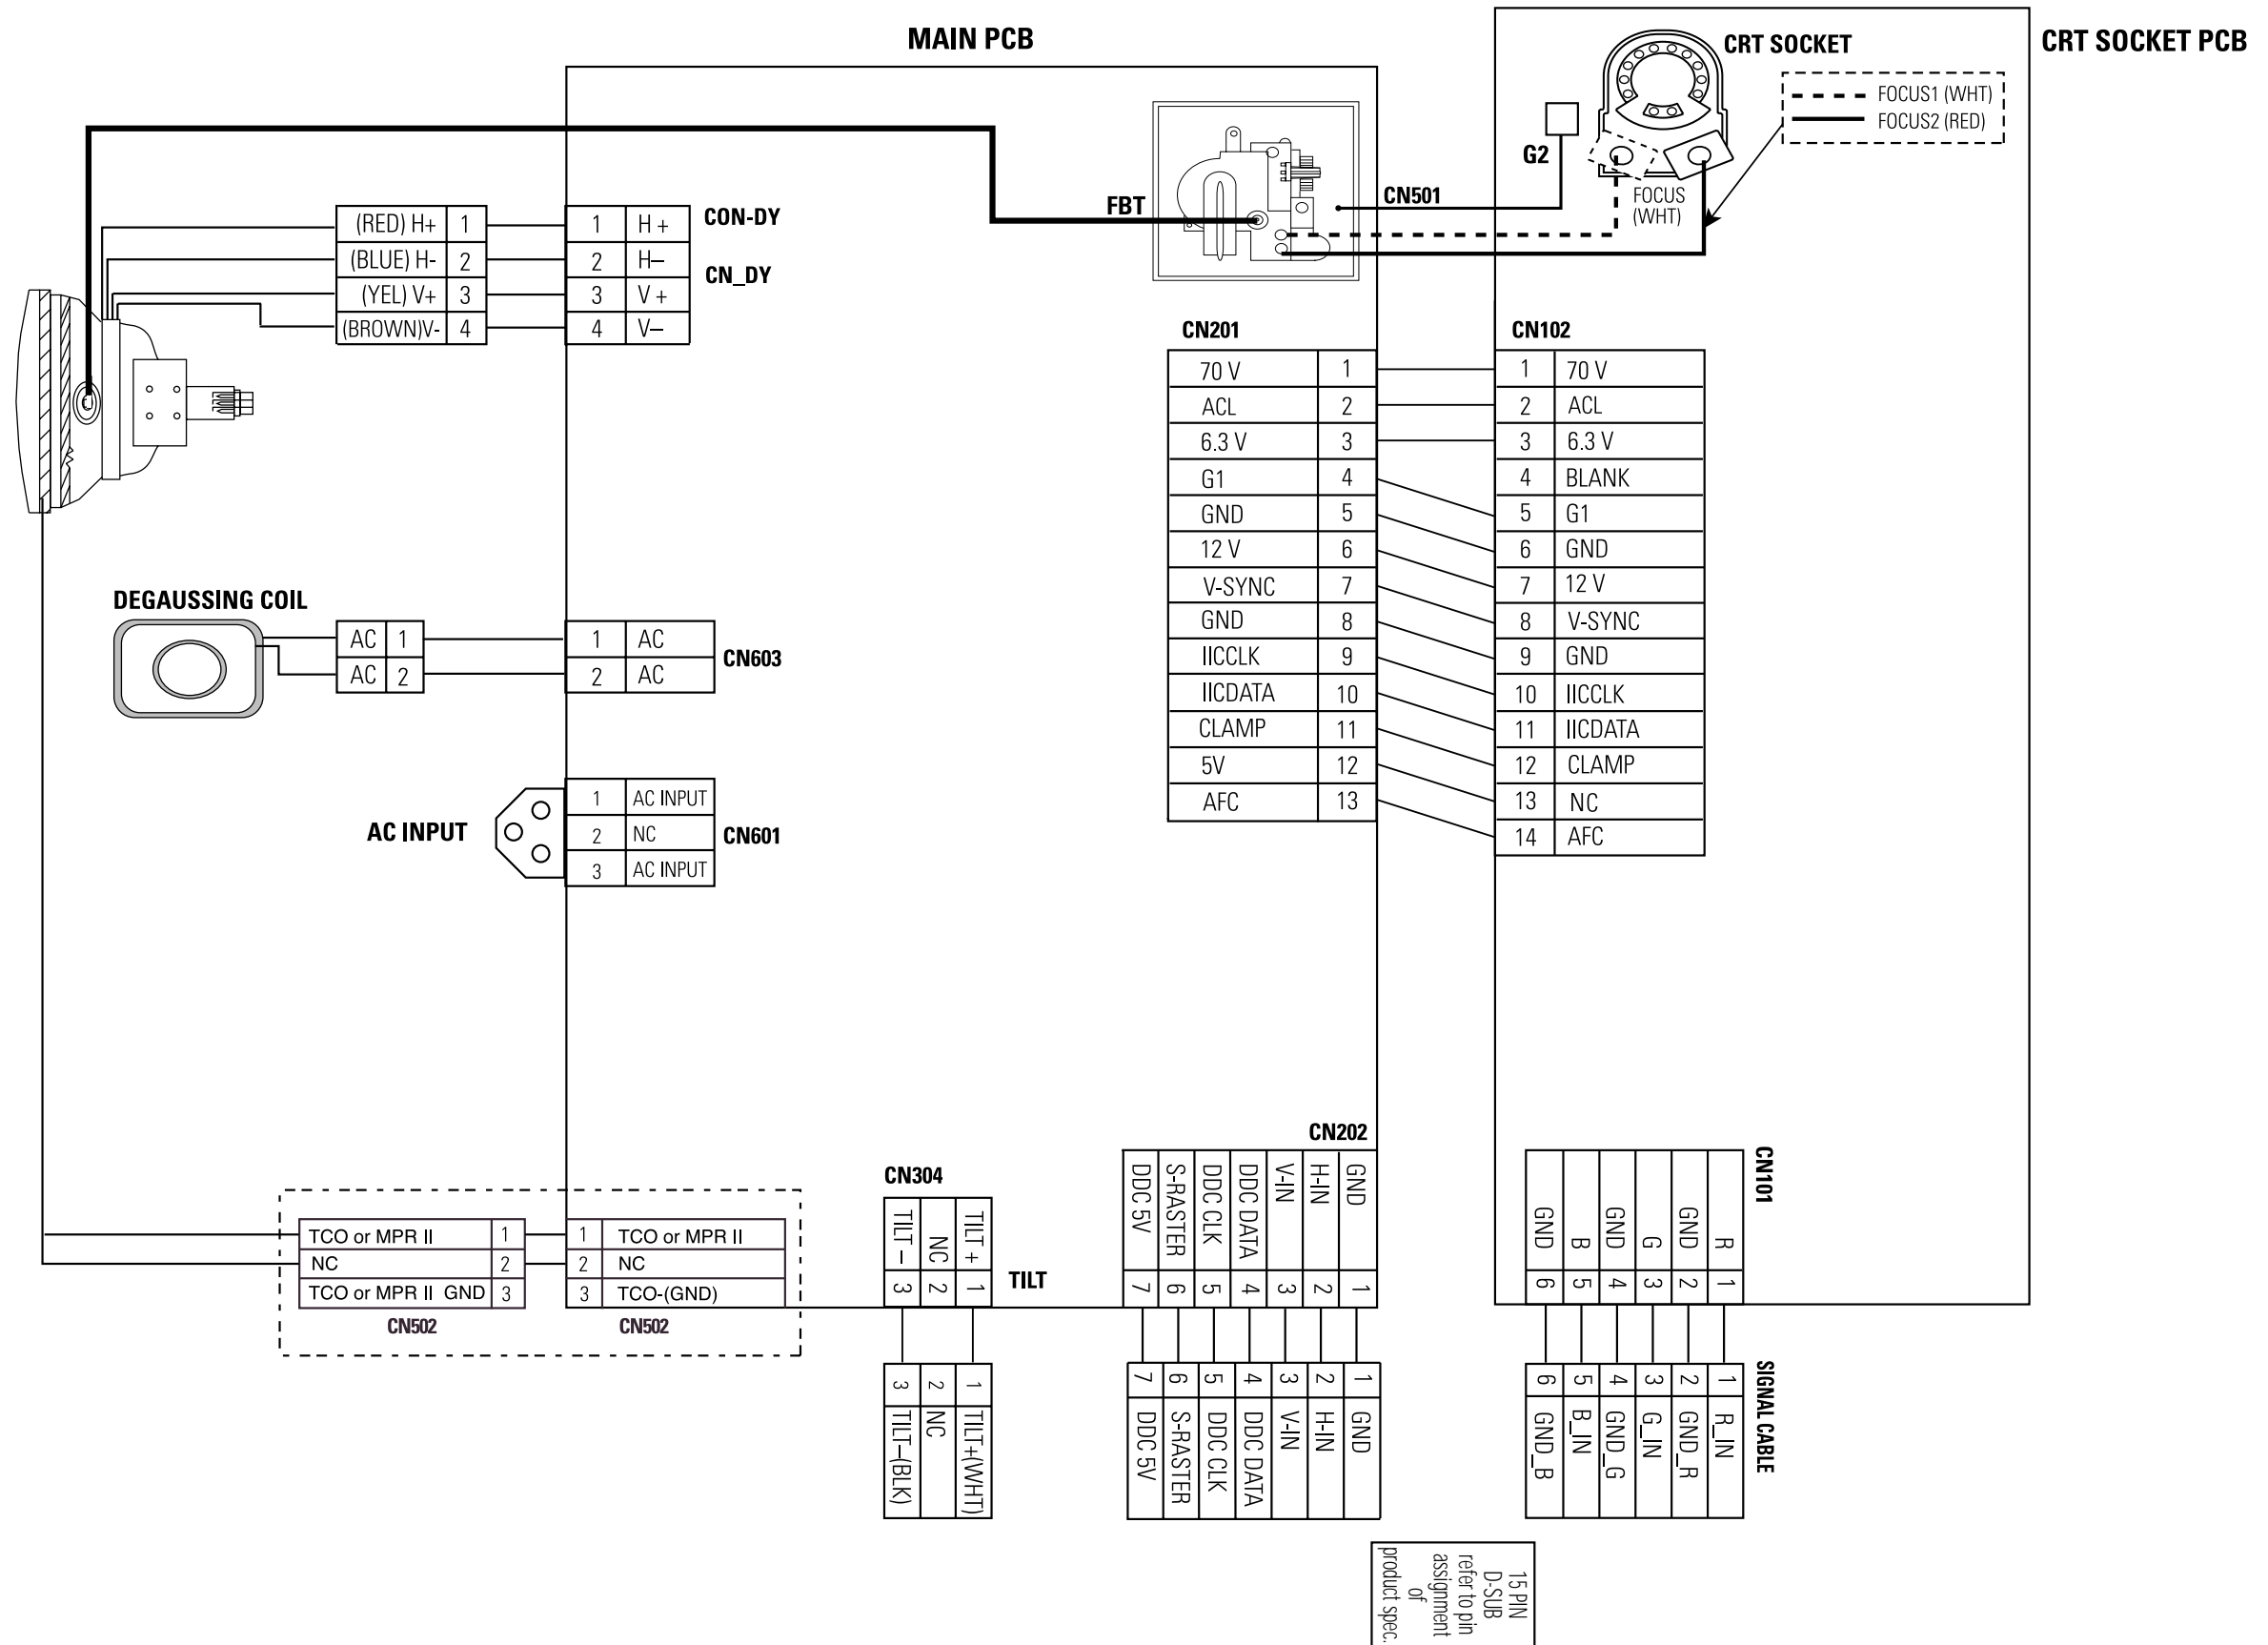 MAIN PCB
CRT SOCKET PCB
CRT SOCKET
FOCUS1 (WHT)
FOCUS2 (RED)
G2
FOCUS
(WHT)
FBT
CN501
(RED) H+ 1
(BLUE) H- 2
(YEL) V+ 3
(BROWN)V- 4
1 H +
2 H–
3 V +
4 V–
CON-DY
CN_DY
CN201
70 V 1
ACL 2
6.3 V 3
G1 4
GND 5
12 V 6
V-SYNC 7
GND 8
IICCLK 9
IICDATA 10
CLAMP 11
5V 12
AFC 13
CN102
1 70 V
2 ACL
3 6.3 V
4 BLANK
5 G1
6 GND
7 12 V
8 V-SYNC
9 GND
10 IICCLK
11 IICDATA
12 CLAMP
13 NC
14 AFC
DEGAUSSING COIL
AC 1
AC 2
1 AC
2 AC
CN603
AC INPUT
1 AC INPUT
2 NC
3 AC INPUT
CN601
TCO or MPR II 1
NC 2
TCO or MPR II GND 3
CN502
1 TCO or MPR II
2 NC
3 TCO-(GND)
CN502
CN304
TILT – 3
NC 2
TILT + 1
TILT
3 TILT–(BLK)
2 NC
1 TILT+(WHT)
CN202
DDC 5V 7
S-RASTER 6
DDC CLK 5
DDC DATA 4
V-IN 3
H-IN 2
GND 1
7 DDC 5V
6 S-RASTER
5 DDC CLK
4 DDC DATA
3 V-IN
2 H-IN
1 GND
CN101
GND 6
B 5
GND 4
G 3
GND 2
R 1
SIGNAL CABLE
6 GND_B
5 B_IN
4 GND_G
3 G_IN
2 GND_R
1 R_IN
15 PIN
D-SUB
refer to pin
assignment
of
product spec.